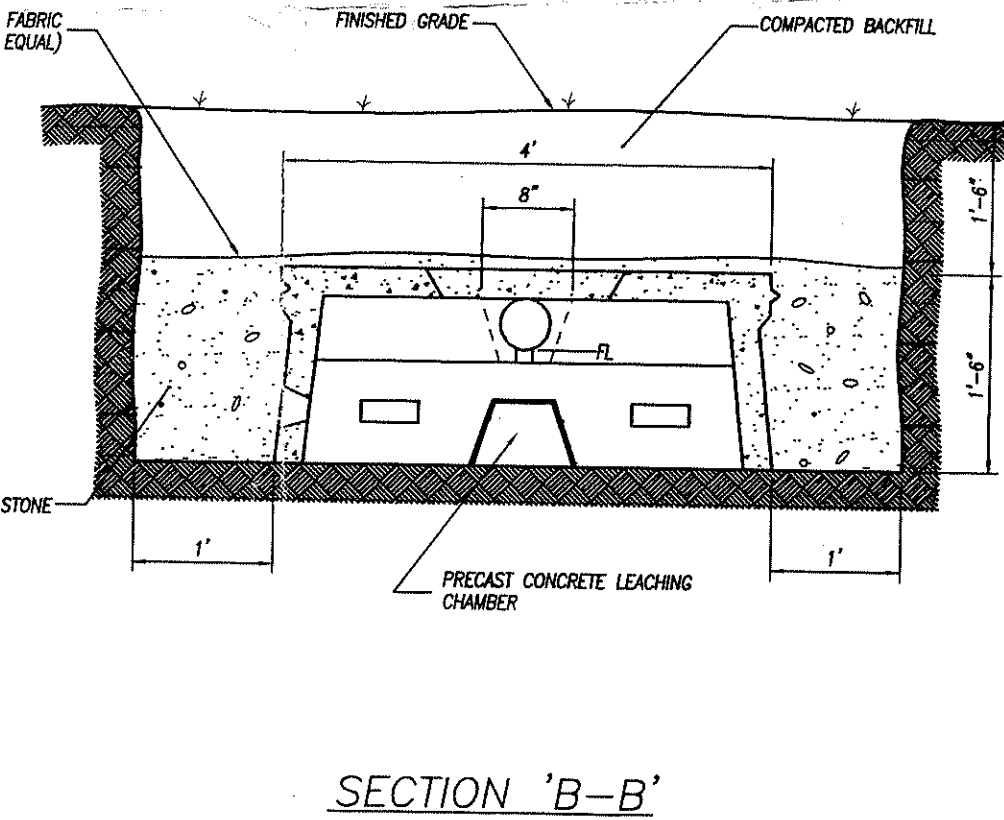 FABRIC
EQUAL)
FINISHED GRADE
COMPACTED BACKFILL
4'
8"
1'-6"
FL
1'-6"
STONE
1'
1'
PRECAST CONCRETE LEACHING
CHAMBER
SECTION 'B-B'